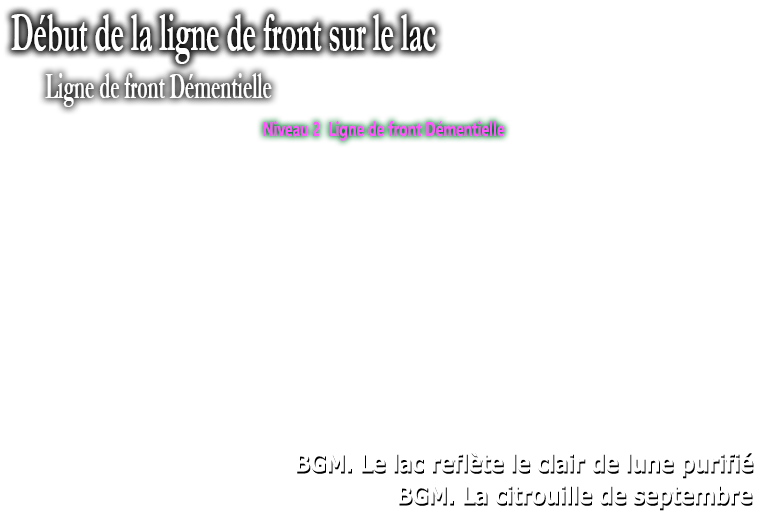 Début de la ligne de front sur le lac
Ligne de front Démentielle
Niveau 2 Ligne de front Démentielle
BGM. Le lac reflète le clair de lune purifié
BGM. La citrouille de septembre